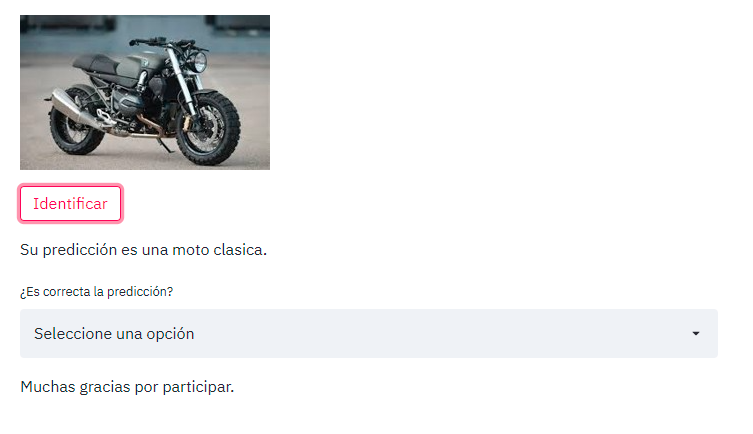 Identificar
Su predicción es una moto clasica.
¿Es correcta la predicción?
Seleccione una opción
Muchas gracias por participar.